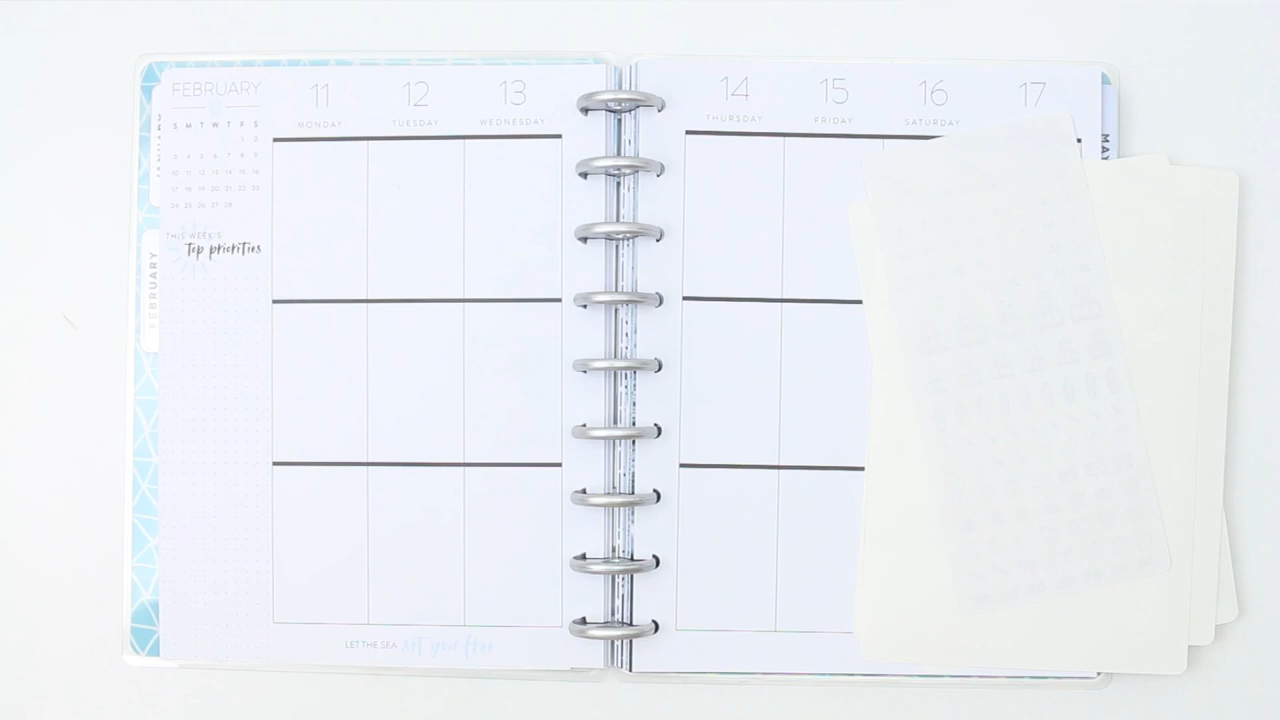 FEBRUARY
S M T W T F S
1 2
3 4 5 6 7 8 9
10 11 12 13 14 15 16
17 18 19 20 21 22 23
24 25 26 27 28
THIS WEEK'S
top priorities
JANUARY
FEBRUARY
11
MONDAY
12
TUESDAY
13
WEDNESDAY
LET THE SEA set you free
14
THURSDAY
15
FRIDAY
16
SATURDAY
17
MAY